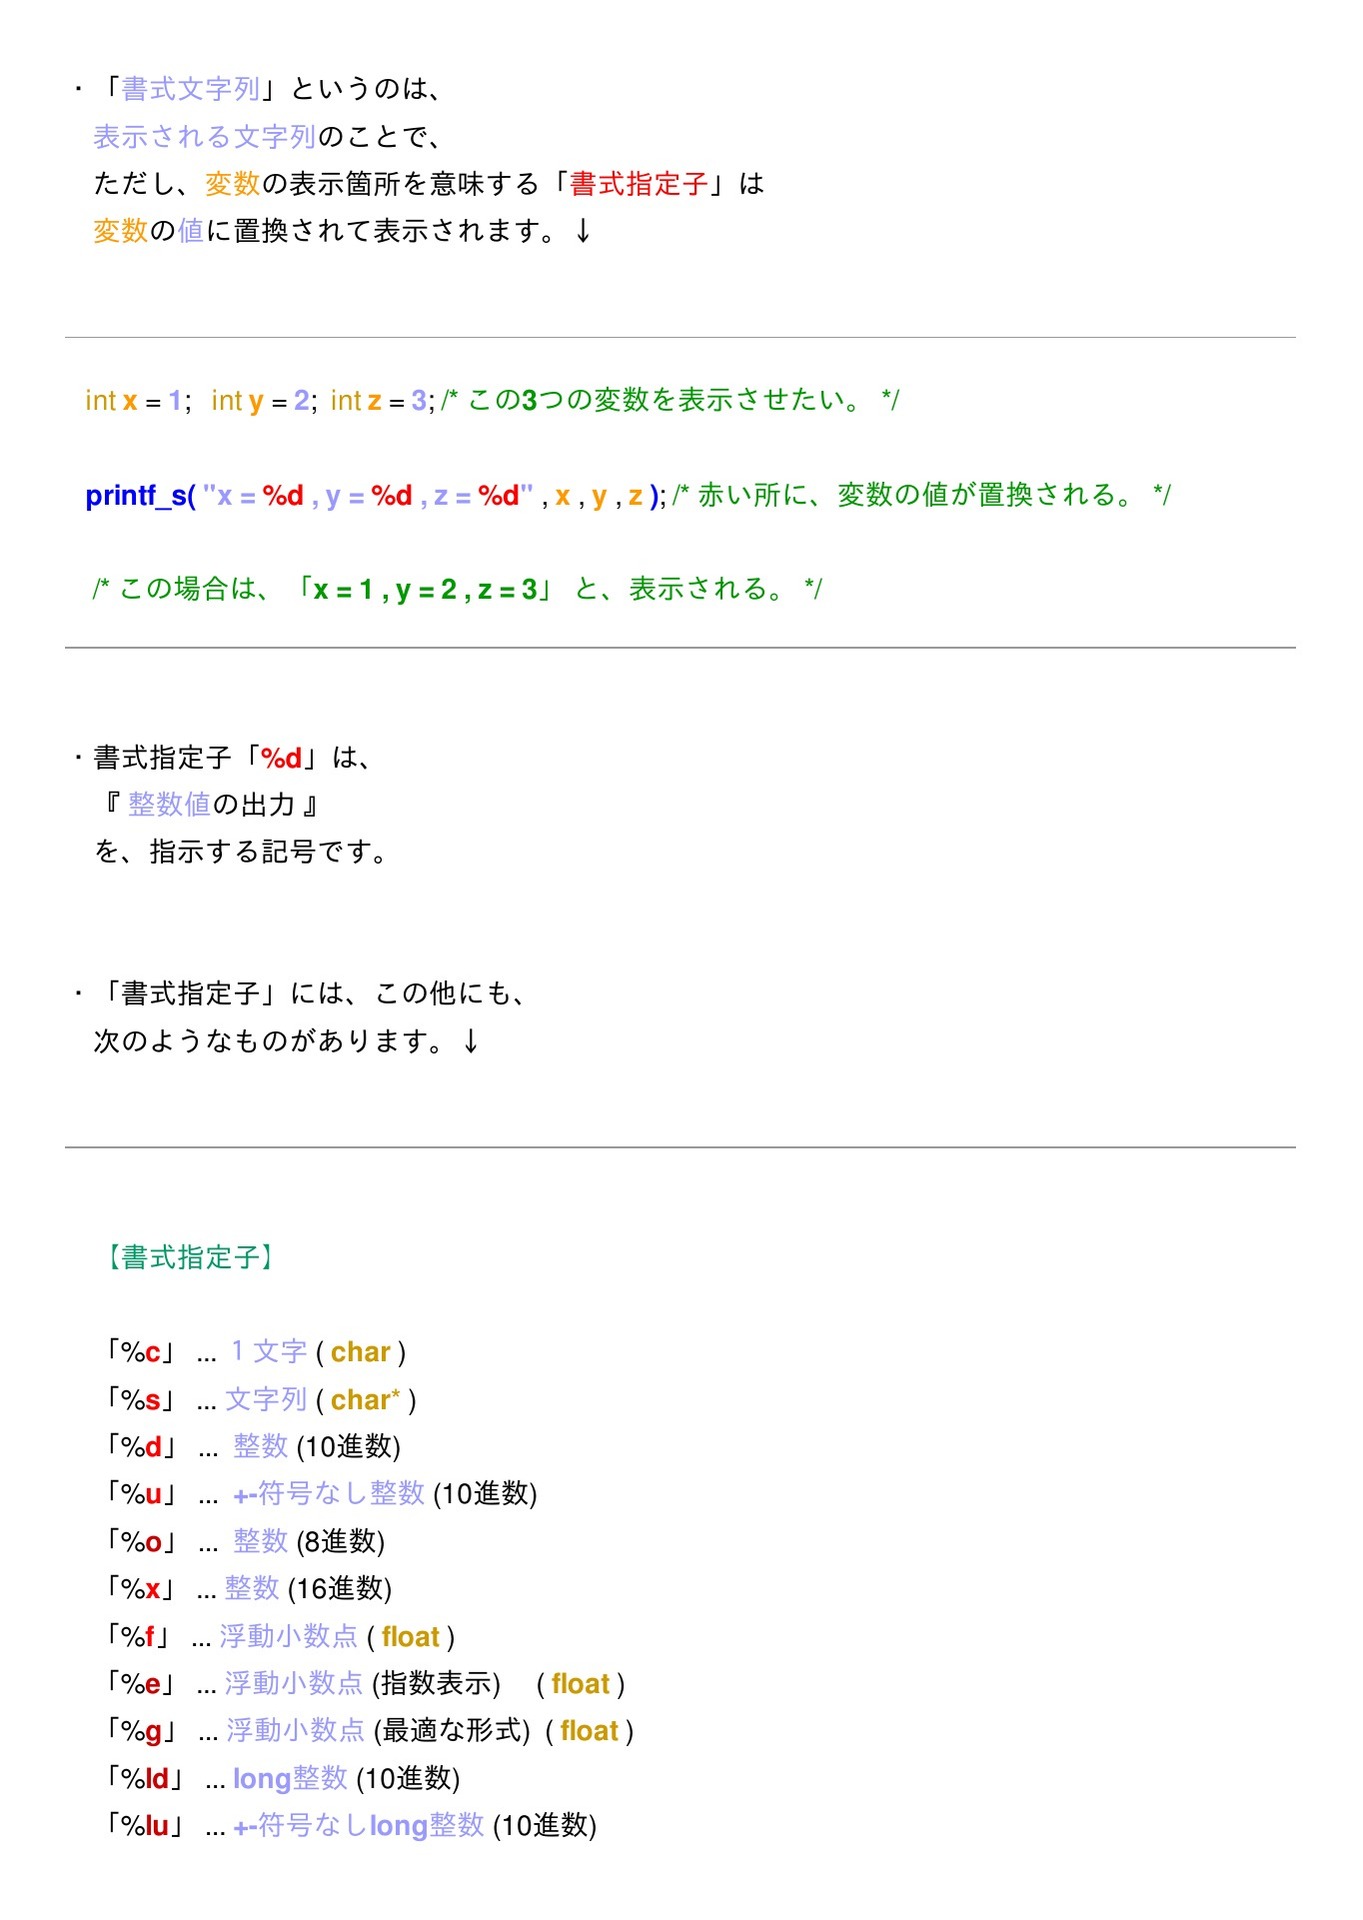 ・「書式文字列」というのは、
表示される文字列のことで、
ただし、変数の表示箇所を意味する「書式指定子」は
変数の値に置換されて表示されます。↓
int x = 1;  int y = 2;  int z = 3; /* この3つの変数を表示させたい。 */
printf_s( "x = %d , y = %d , z = %d" , x , y , z ); /* 赤い所に、変数の値が置換される。 */
/* この場合は、「x = 1 , y = 2 , z = 3」 と、表示される。 */
・書式指定子「%d」は、
『 整数値の出力 』
を、指示する記号です。
・「書式指定子」には、この他にも、
次のようなものがあります。↓
【書式指定子】
「%c」 ... １文字 ( char )
「%s」 ... 文字列 ( char* )
「%d」 ... 整数 (10進数)
「%u」 ... +-符号なし整数 (10進数)
「%o」 ... 整数 (8進数)
「%x」 ... 整数 (16進数)
「%f」 ... 浮動小数点 ( float )
「%e」 ... 浮動小数点 (指数表示)  ( float )
「%g」 ... 浮動小数点 (最適な形式) ( float )
「%ld」 ... long整数 (10進数)
「%lu」 ... +-符号なしlong整数 (10進数)